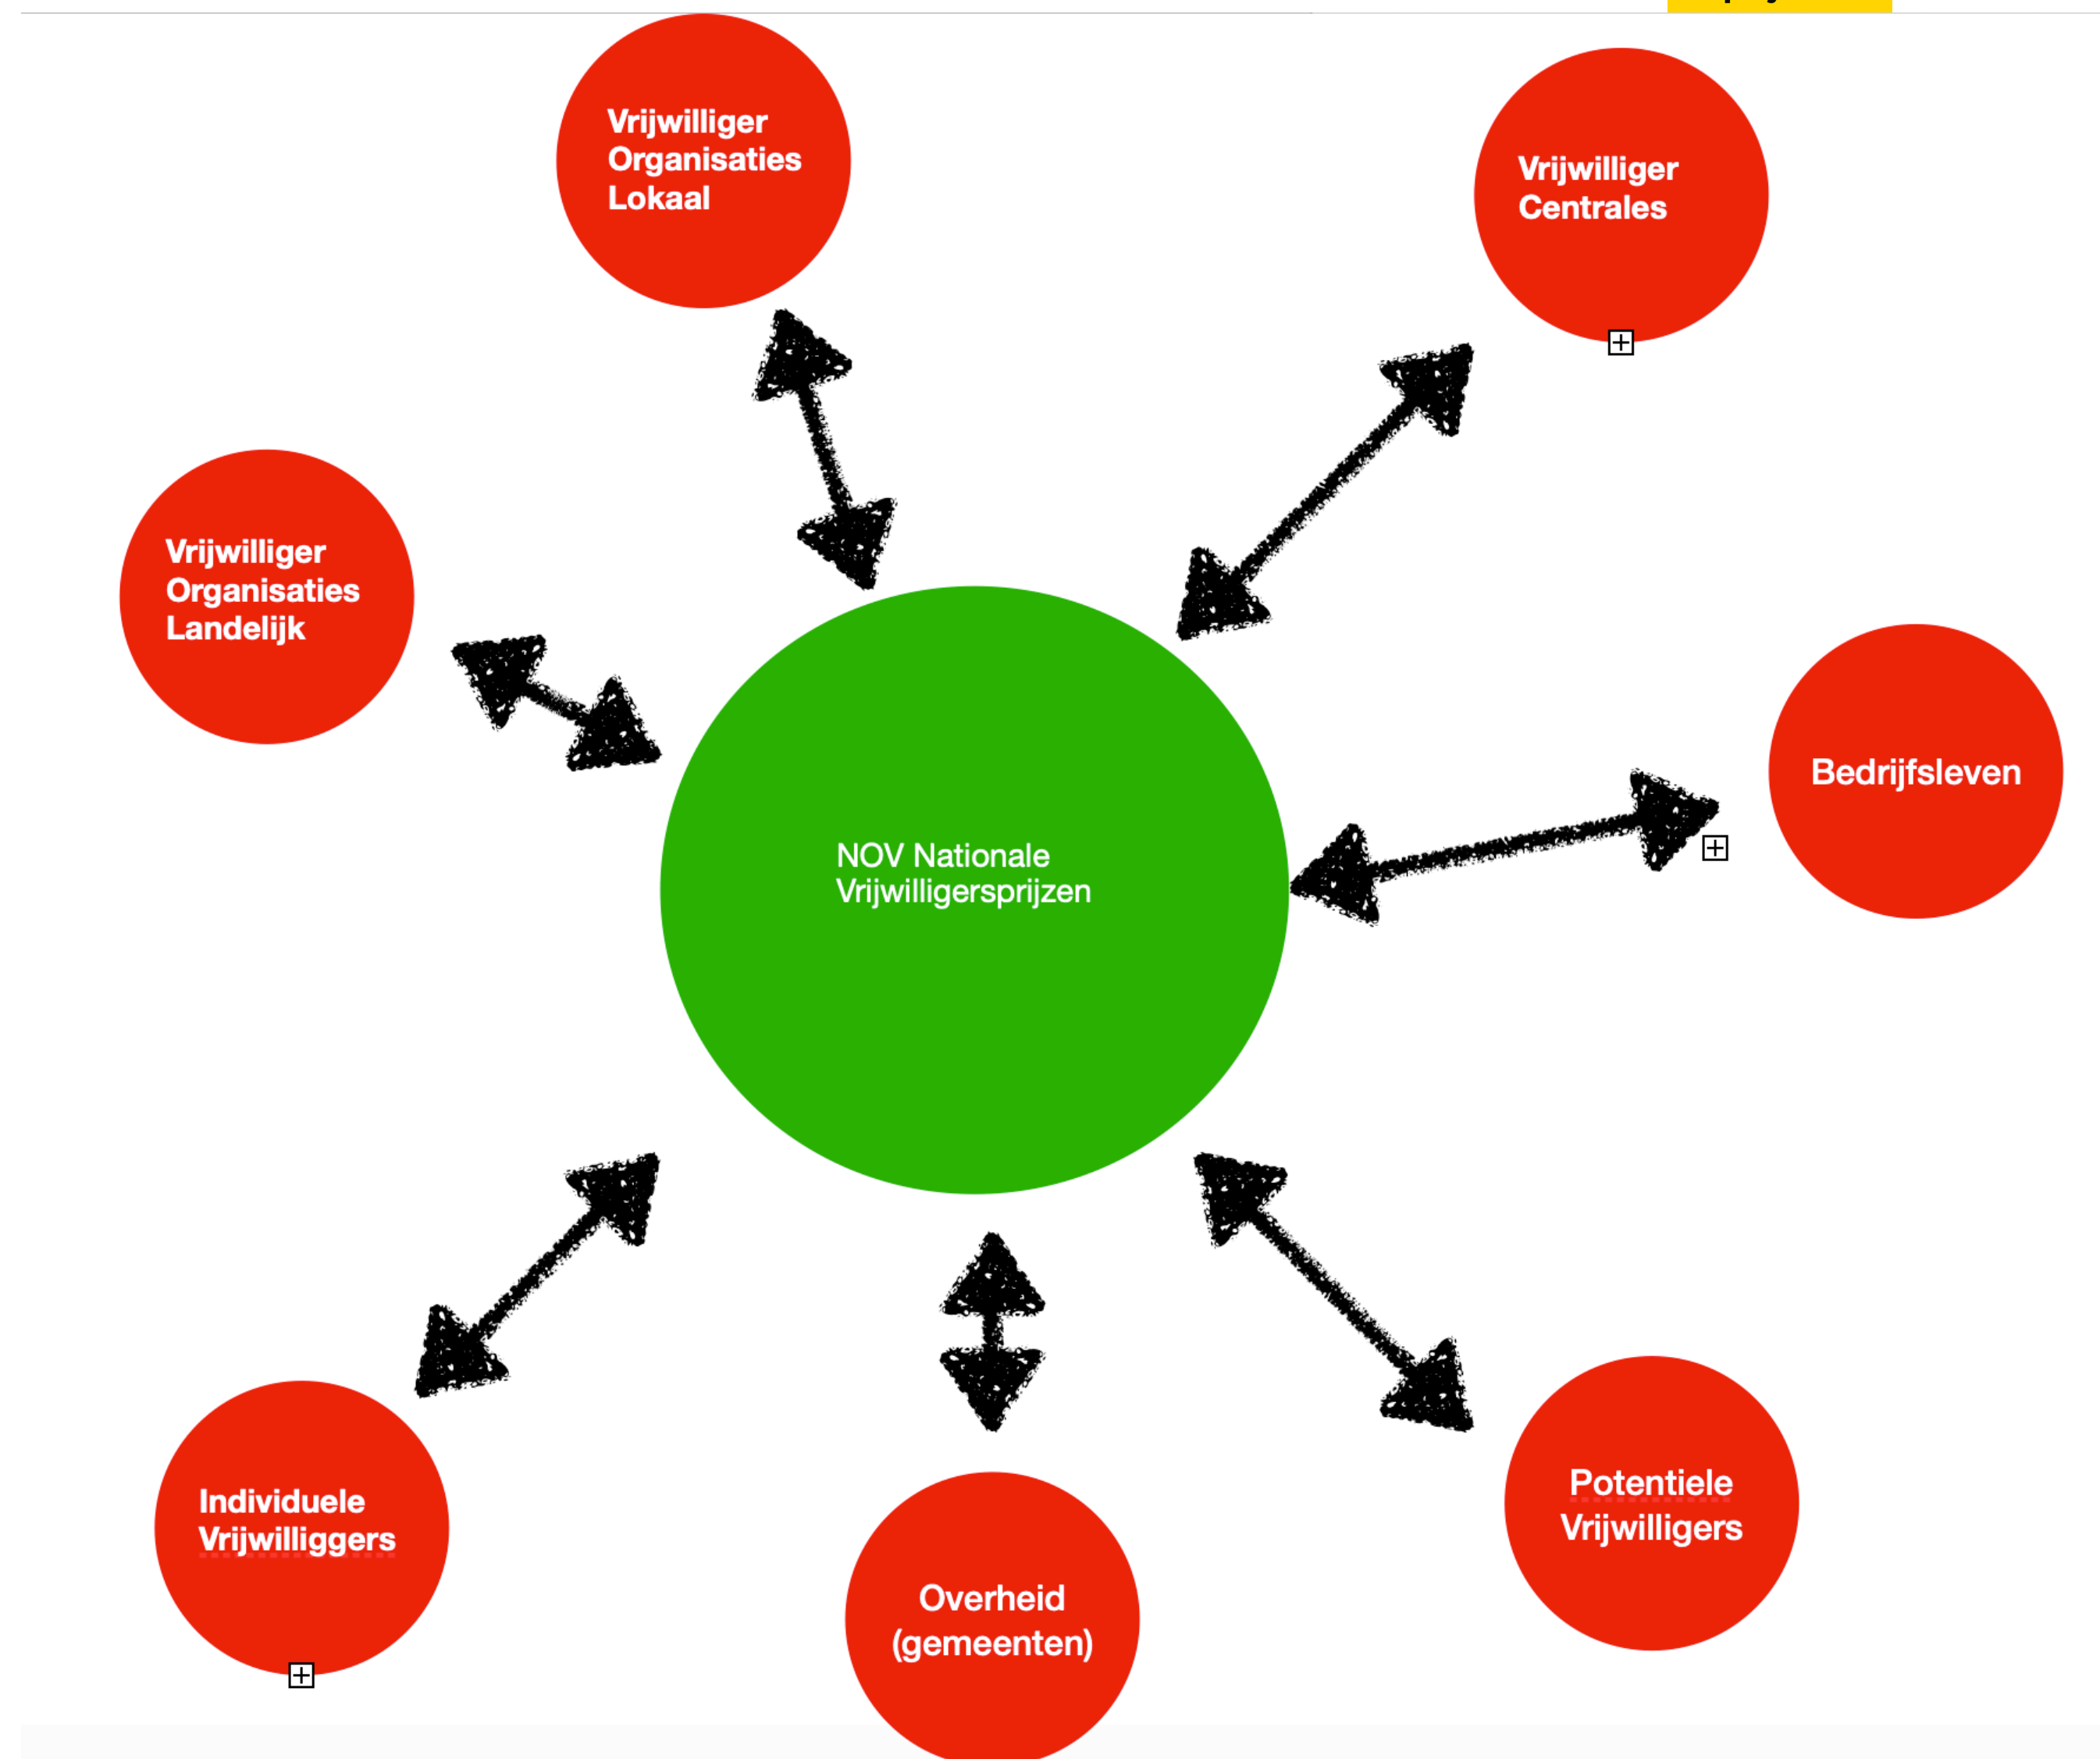 Vrijwilliger
Organisaties
Lokaal
Vrijwilliger
Centrales
Vrijwilliger
Organisaties
Landelijk
Bedrijfsleven
NOV Nationale
Vrijwilligersprijzen
Individuele
Vrijwilliggers
Potentiele
Vrijwilligers
Overheid
(gemeenten)